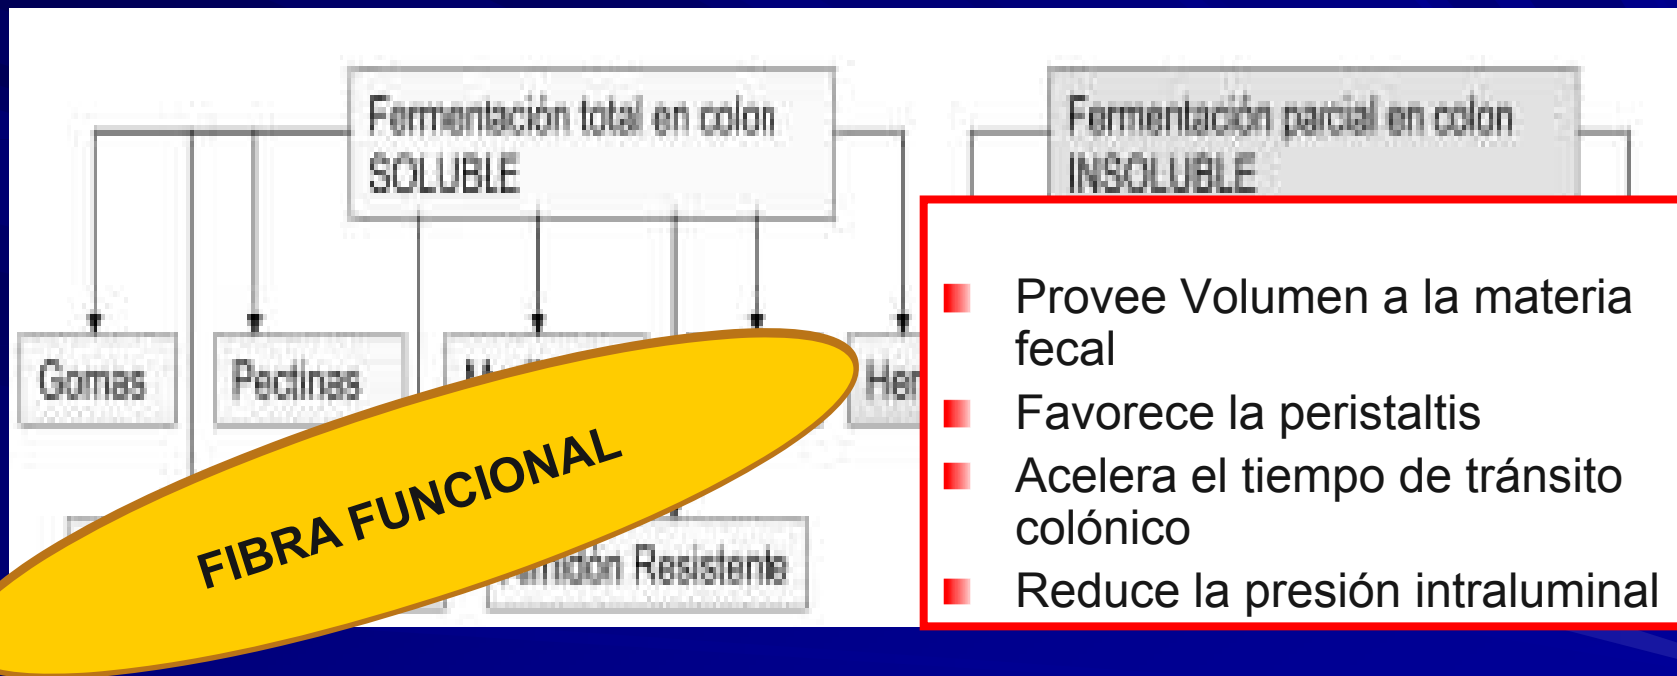 Fermentación total en colon
SOLUBLE
Fermentación parcial en colon
INSOLUBLE
Gomas
Pectinas
Resistente
FIBRA FUNCIONAL
Provee Volumen a la materia
fecal
Favorece la peristaltis
Acelera el tiempo de tránsito
colónico
Reduce la presión intraluminal